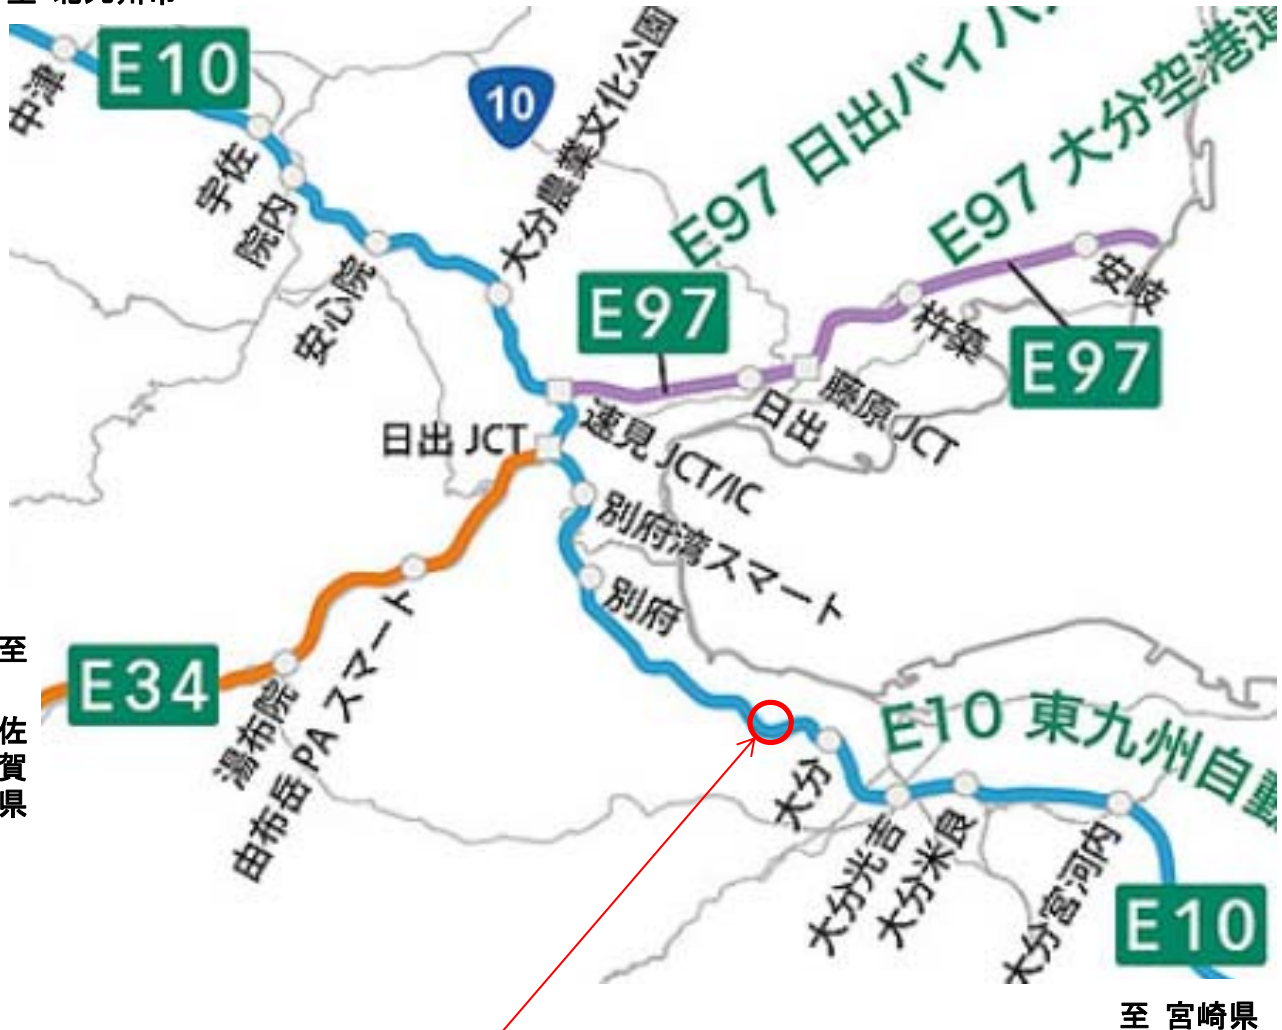 中津
E10
10
宇佐
院内
安心院
大分農業文化公園
E97 日出バイパ
E97 大分空港道
E97
安岐
杵築
E97
藤原 JCT
日出
速見 JCT/IC
日出 JCT
別府湾スマート
別府
至
佐
賀
県
E34
湯布院
由布岳 PA スマート
E10 東九州自動
大分
大分光吉
大分米良
大分宮河内
E10
至 宮崎県